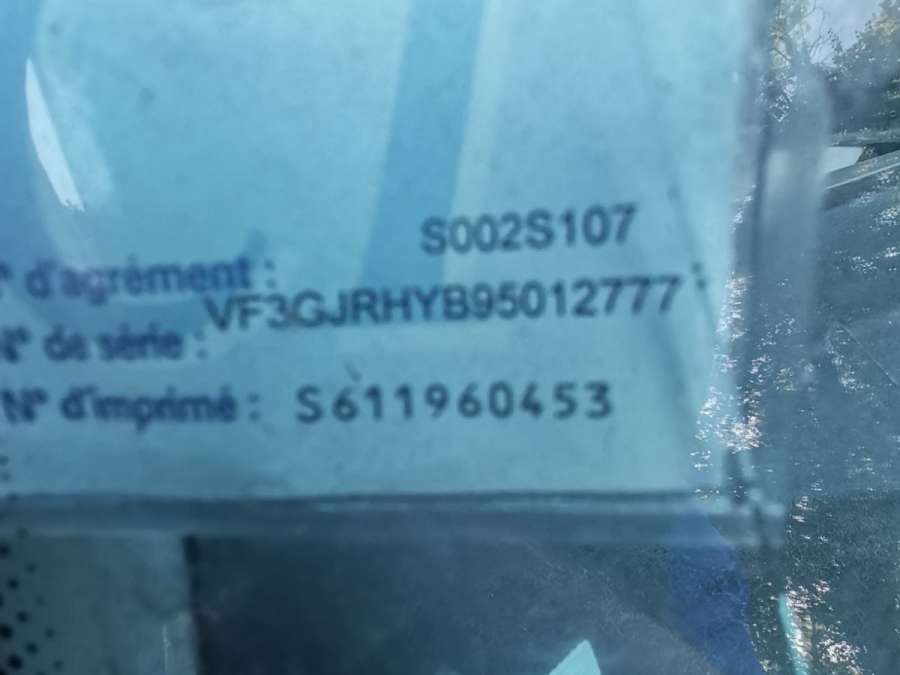 N° d'agrément : S002S107
N° de série : VF3GJRHYB95012777
N° d'imprimé : S611960453